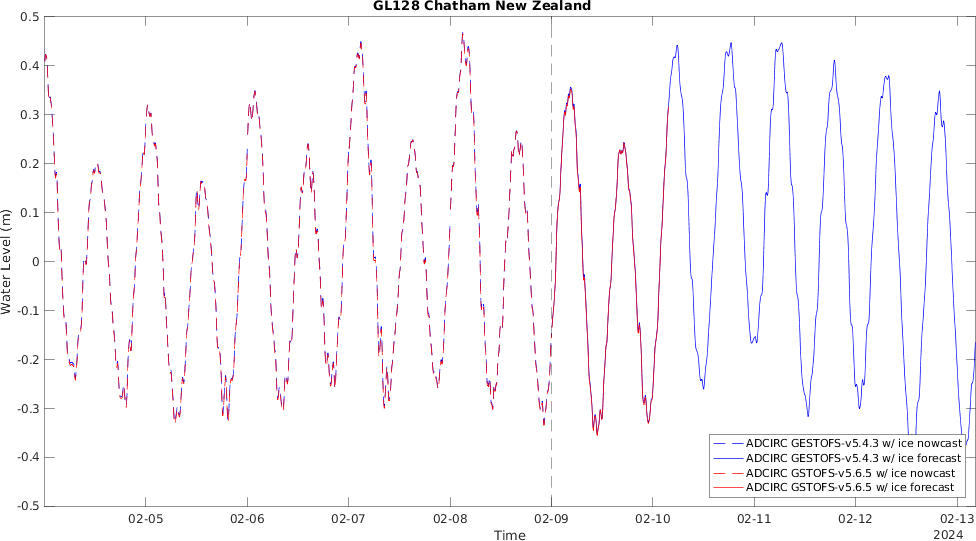 GL128 Chatham New Zealand
0.5
0.4
0.3
0.2
0.1
0
-0.1
-0.2
-0.3
-0.4
-0.5
Water Level (m)
ADCIRC GESTOFS-v5.4.3 w/ ice nowcast
ADCIRC GESTOFS-v5.4.3 w/ ice forecast
ADCIRC GSTOFS-v5.6.5 w/ ice nowcast
ADCIRC GSTOFS-v5.6.5 w/ ice forecast
02-05 02-06 02-07 02-08 02-09 02-10 02-11 02-12 02-13
Time
2024